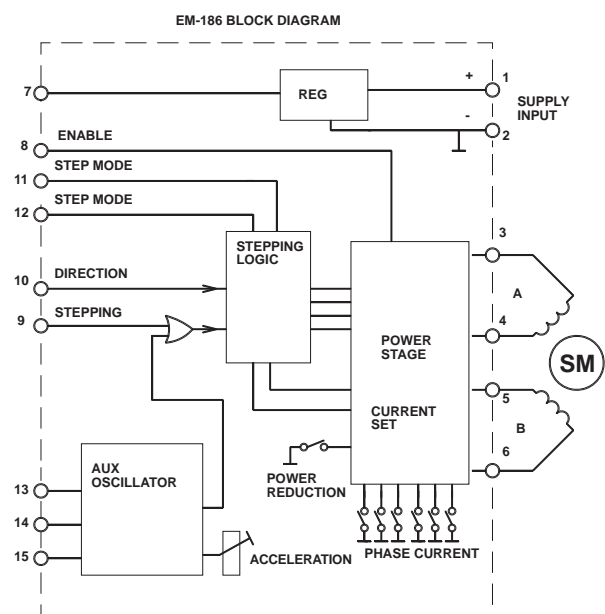 EM-186 BLOCK DIAGRAM
7
REG
+
1
-
2
SUPPLY
INPUT
8
ENABLE
11
STEP MODE
12
STEP MODE
STEPPING
LOGIC
10
DIRECTION
9
STEPPING
3
A
4
POWER
STAGE
SM
5
B
6
CURRENT
SET
POWER
REDUCTION
AUX
OSCILLATOR
13
14
15
ACCELERATION
PHASE CURRENT